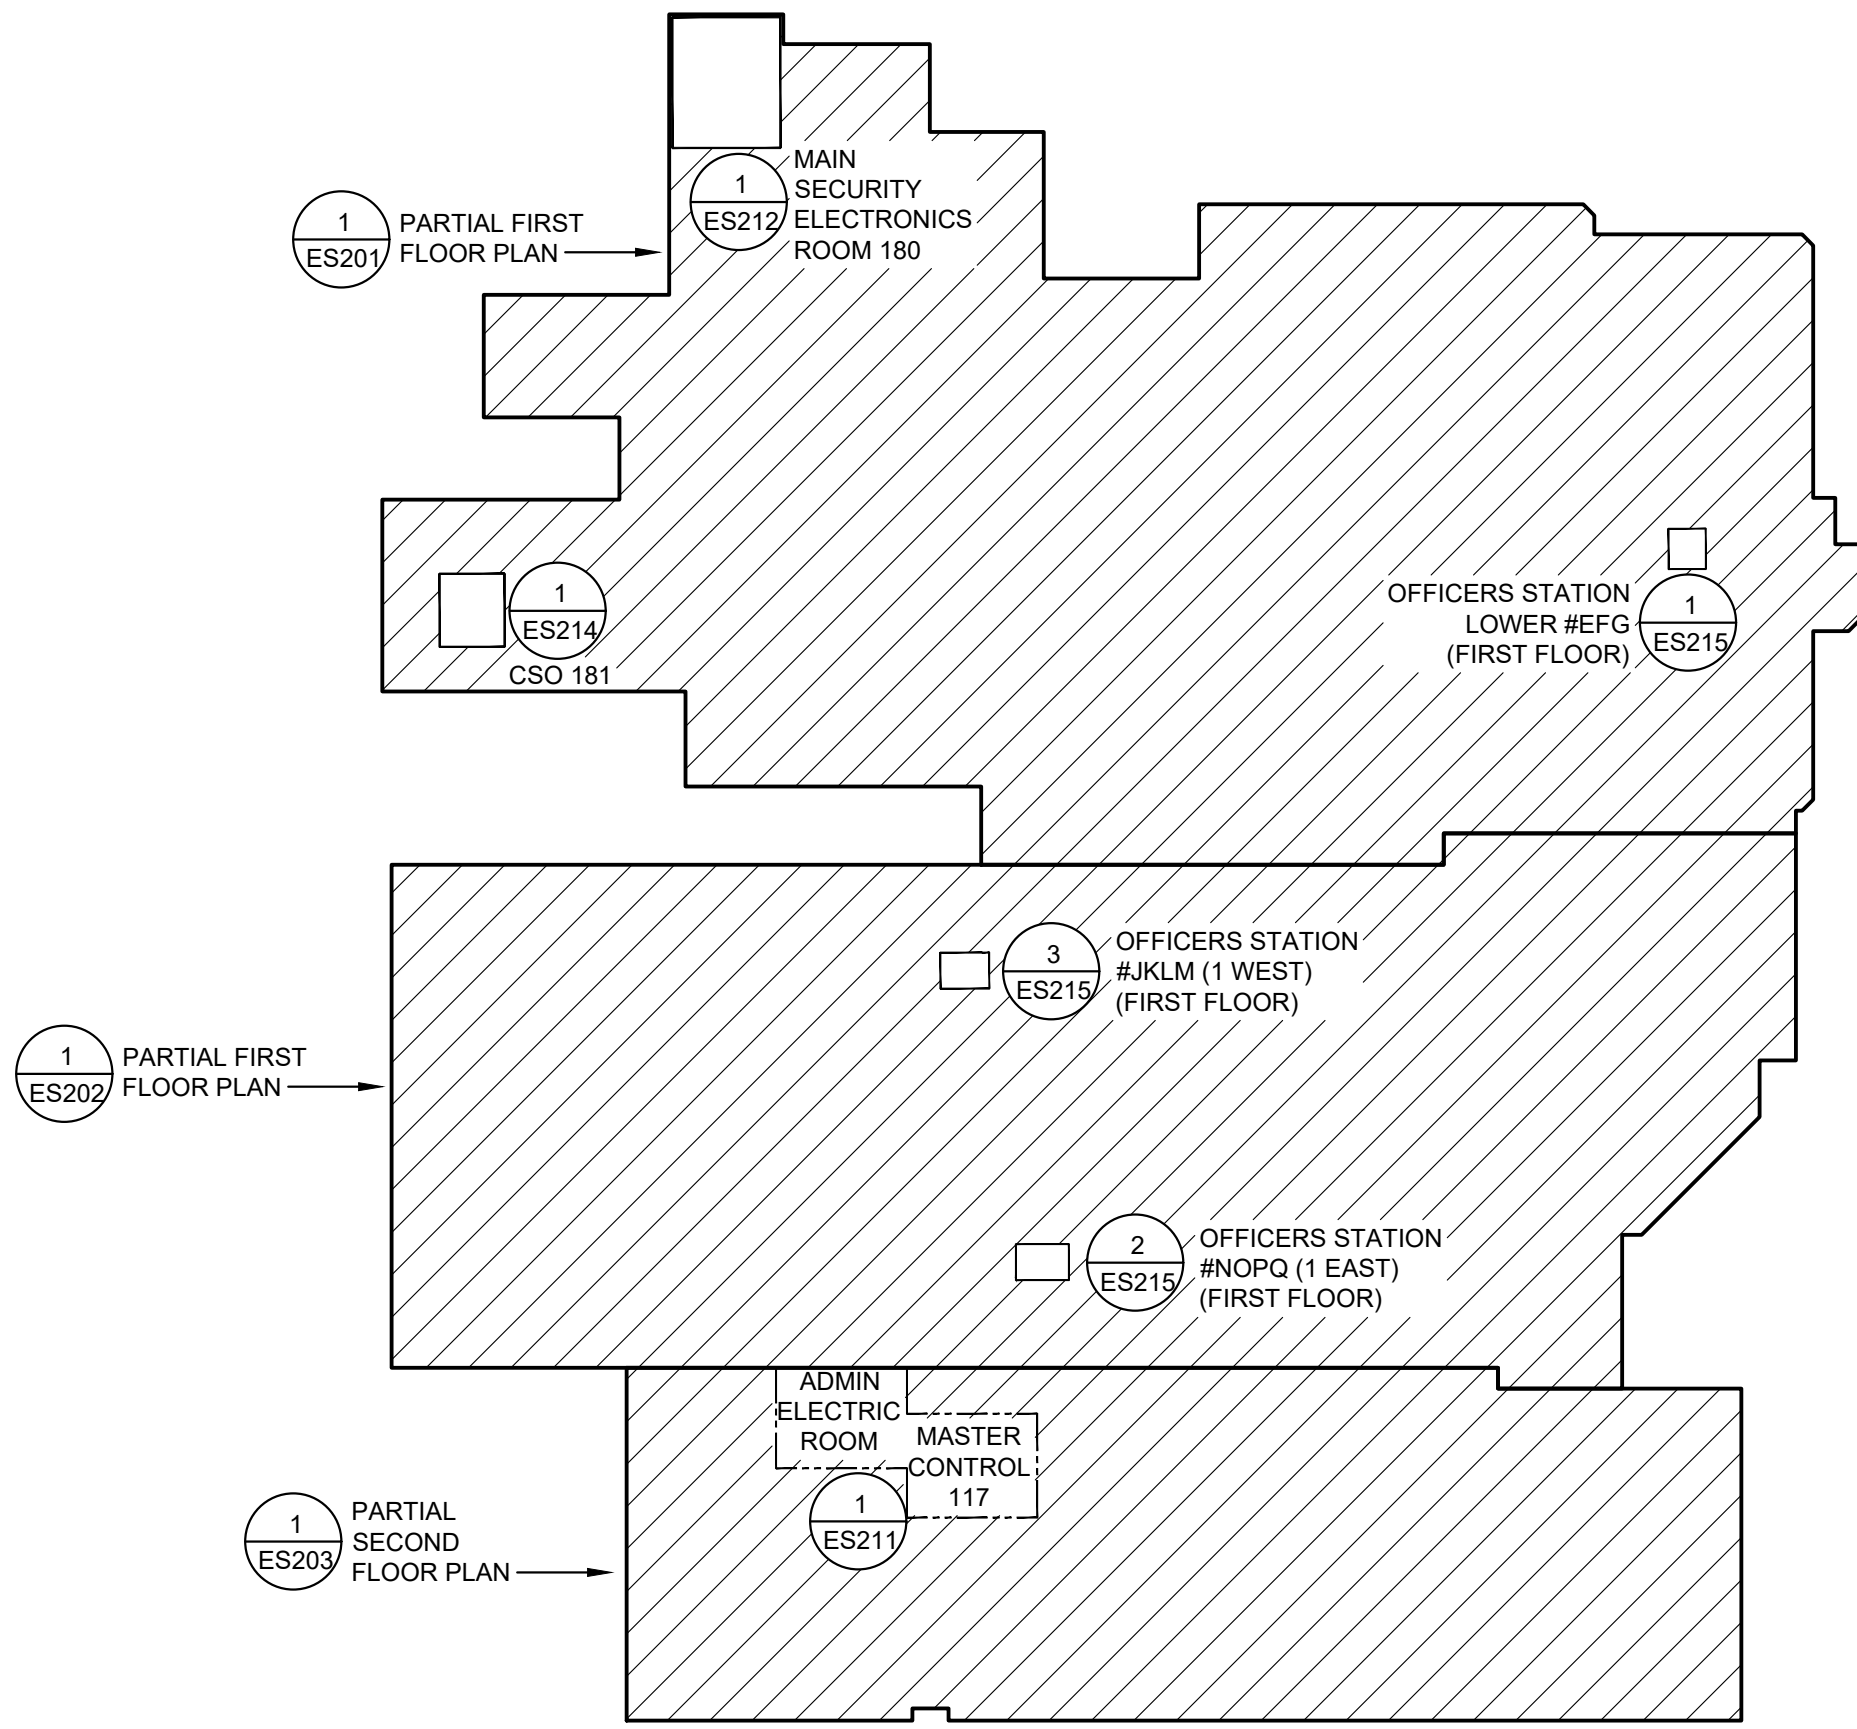 1
ES212
MAIN
SECURITY
ELECTRONICS
ROOM 180
1
ES201
PARTIAL FIRST
FLOOR PLAN
1
ES214
CSO 181
OFFICERS STATION
LOWER #EFG
(FIRST FLOOR)
1
ES215
3
ES215
OFFICERS STATION
#JKLM (1 WEST)
(FIRST FLOOR)
1
ES202
PARTIAL FIRST
FLOOR PLAN
2
ES215
OFFICERS STATION
#NOPQ (1 EAST)
(FIRST FLOOR)
ADMIN
ELECTRIC
ROOM
MASTER
CONTROL
117
1
ES211
1
ES203
PARTIAL
SECOND
FLOOR PLAN